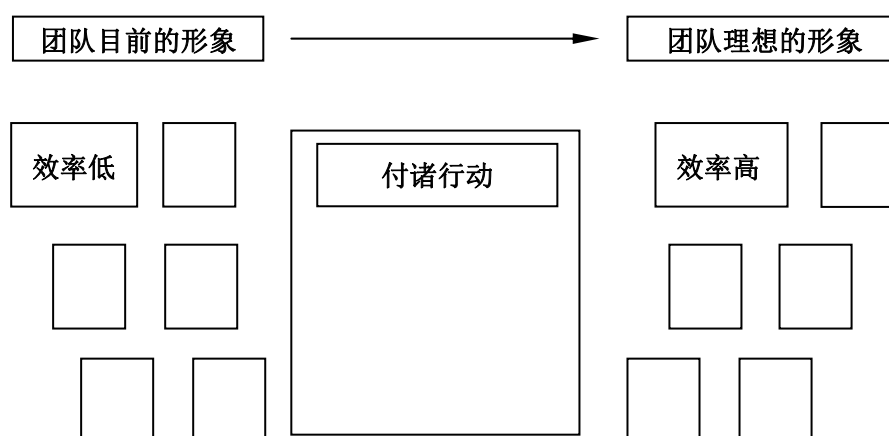 团队目前的形象
团队理想的形象
效率低
付诸行动
效率高